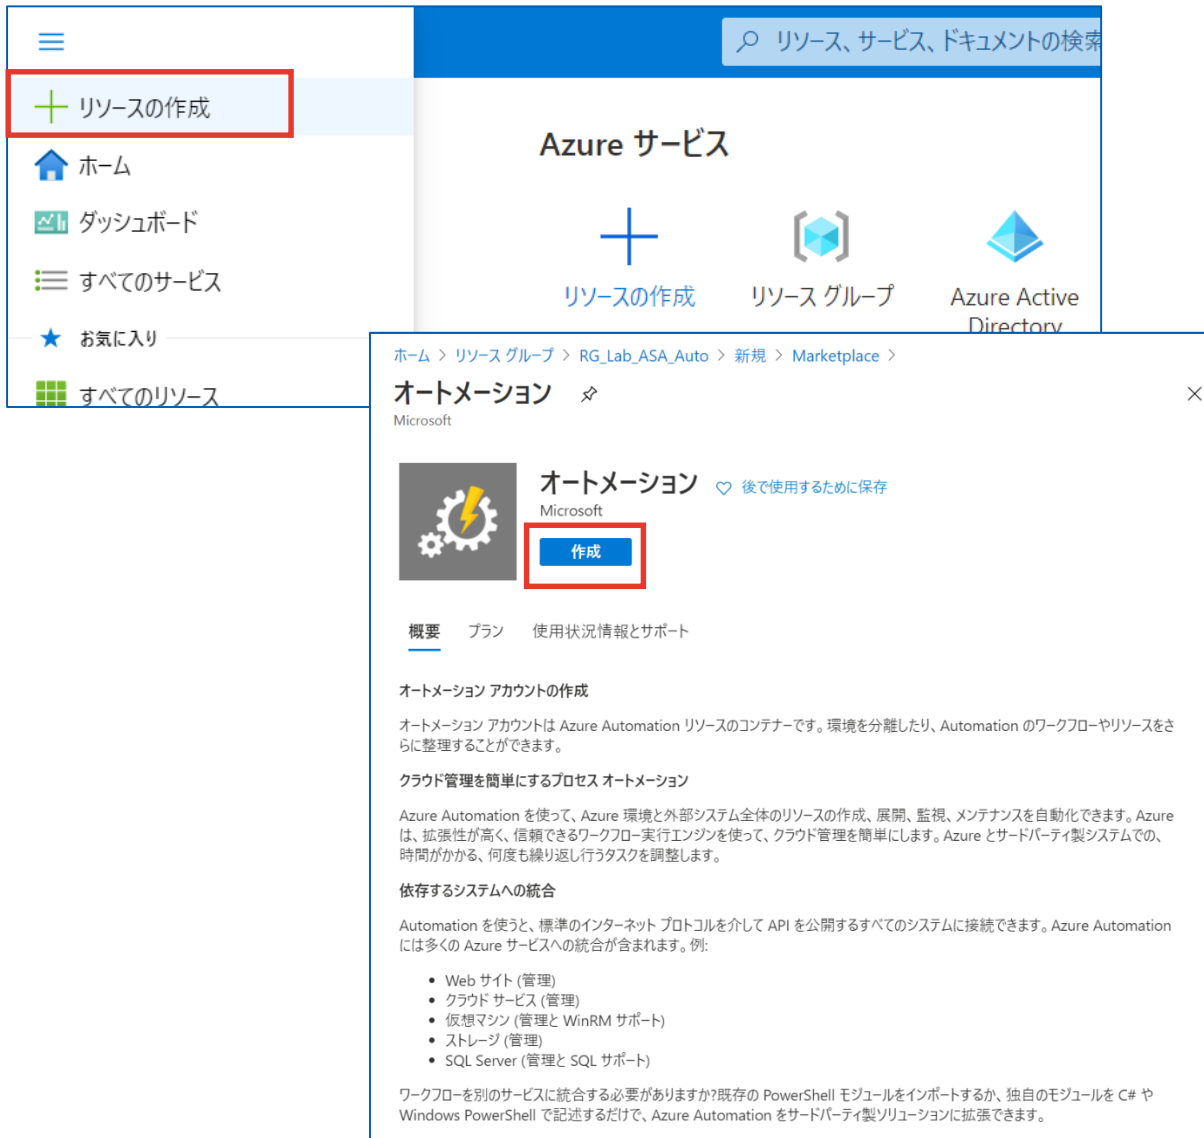 リソース、サービス、ドキュメントの検索
リソースの作成
ホーム
ダッシュボード
すべてのサービス
お気に入り
すべてのリソース
Azure サービス
リソースの作成
リソース グループ
Azure Active
Directory
ホーム > リソース グループ > RG_Lab_ASA_Auto > 新規 > Marketplace >
オートメーション
Microsoft
オートメーション
後で使用するために保存
Microsoft
作成
概要 プラン 使用状況情報とサポート
オートメーション アカウントの作成
オートメーション アカウントは Azure Automation リソースのコンテナーです。環境を分離したり、Automation のワークフローやリソースをさ
らに整理することができます。
クラウド管理を簡単にするプロセス オートメーション
Azure Automation を使って、Azure 環境と外部システム全体のリソースの作成、展開、監視、メンテナンスを自動化できます。Azure
は、拡張性が高く、信頼できるワークフロー実行エンジンを使って、クラウド管理を簡単にします。Azure とサードパーティ製システムでの、
時間がかかる、何度も繰り返し行うタスクを調整します。
依存するシステムへの統合
Automation を使うと、標準のインターネット プロトコルを介して API を公開するすべてのシステムに接続できます。Azure Automation
には多くの Azure サービスへの統合が含まれます。例:
• Web サイト (管理)
• クラウド サービス (管理)
• 仮想マシン (管理と WinRM サポート)
• ストレージ (管理)
• SQL Server (管理と SQL サポート)
ワークフローを別のサービスに統合する必要がありますか?既存の PowerShell モジュールをインポートするか、独自のモジュールを C# や
Windows PowerShell で記述するだけで、Azure Automation をサードパーティ製ソリューションに拡張できます。